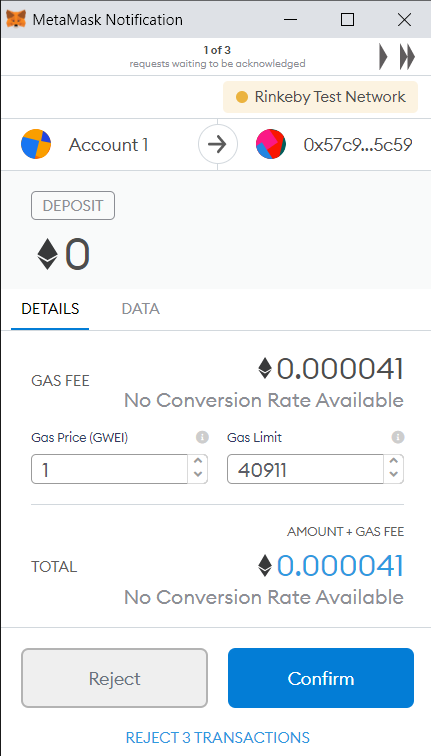 MetaMask Notification
1 of 3
requests waiting to be acknowledged
Rinkeby Test Network
Account 1
0x57c9...5c59
DEPOSIT
0
DETAILS
DATA
GAS FEE
0.000041
No Conversion Rate Available
Gas Price (GWEI)
Gas Limit
1
40911
AMOUNT + GAS FEE
TOTAL
0.000041
No Conversion Rate Available
Reject
Confirm
REJECT 3 TRANSACTIONS